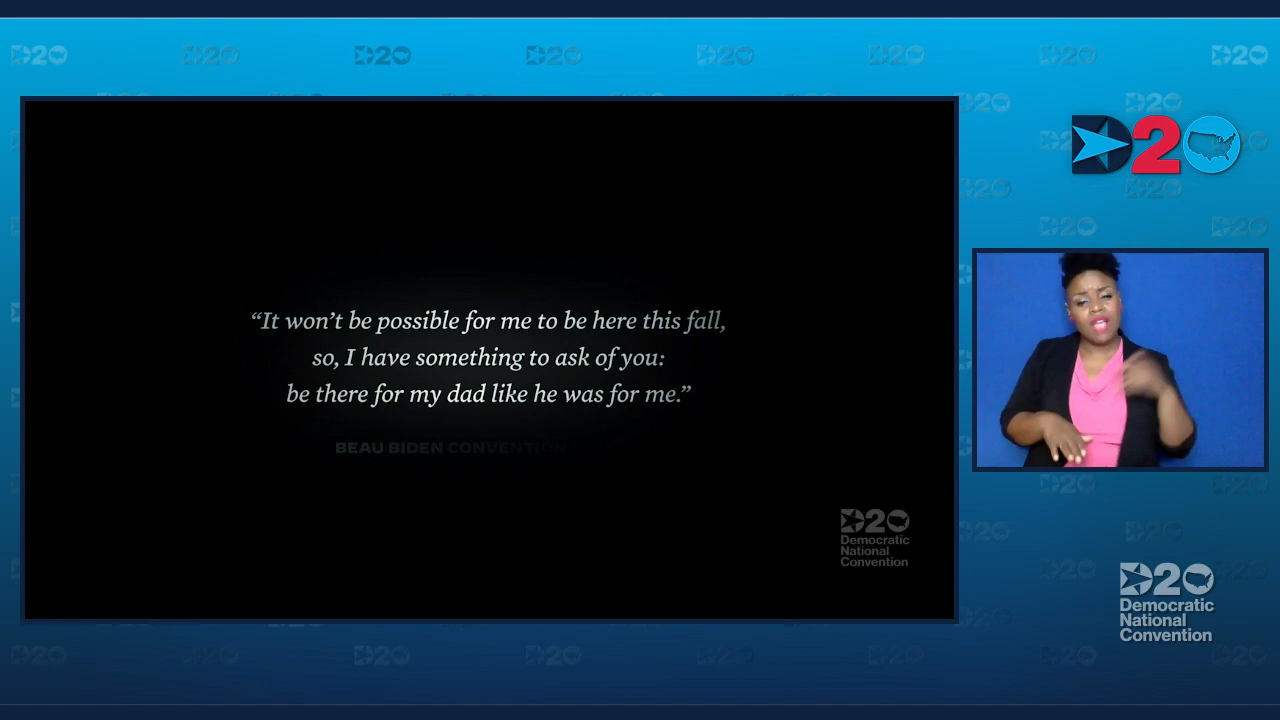 “It won’t be possible for me to be here this fall,
so, I have something to ask of you:
be there for my dad like he was for me.”
BEAU BIDEN CONVENTION
D20
Democratic
National
Convention
D20
D20
Democratic
National
Convention